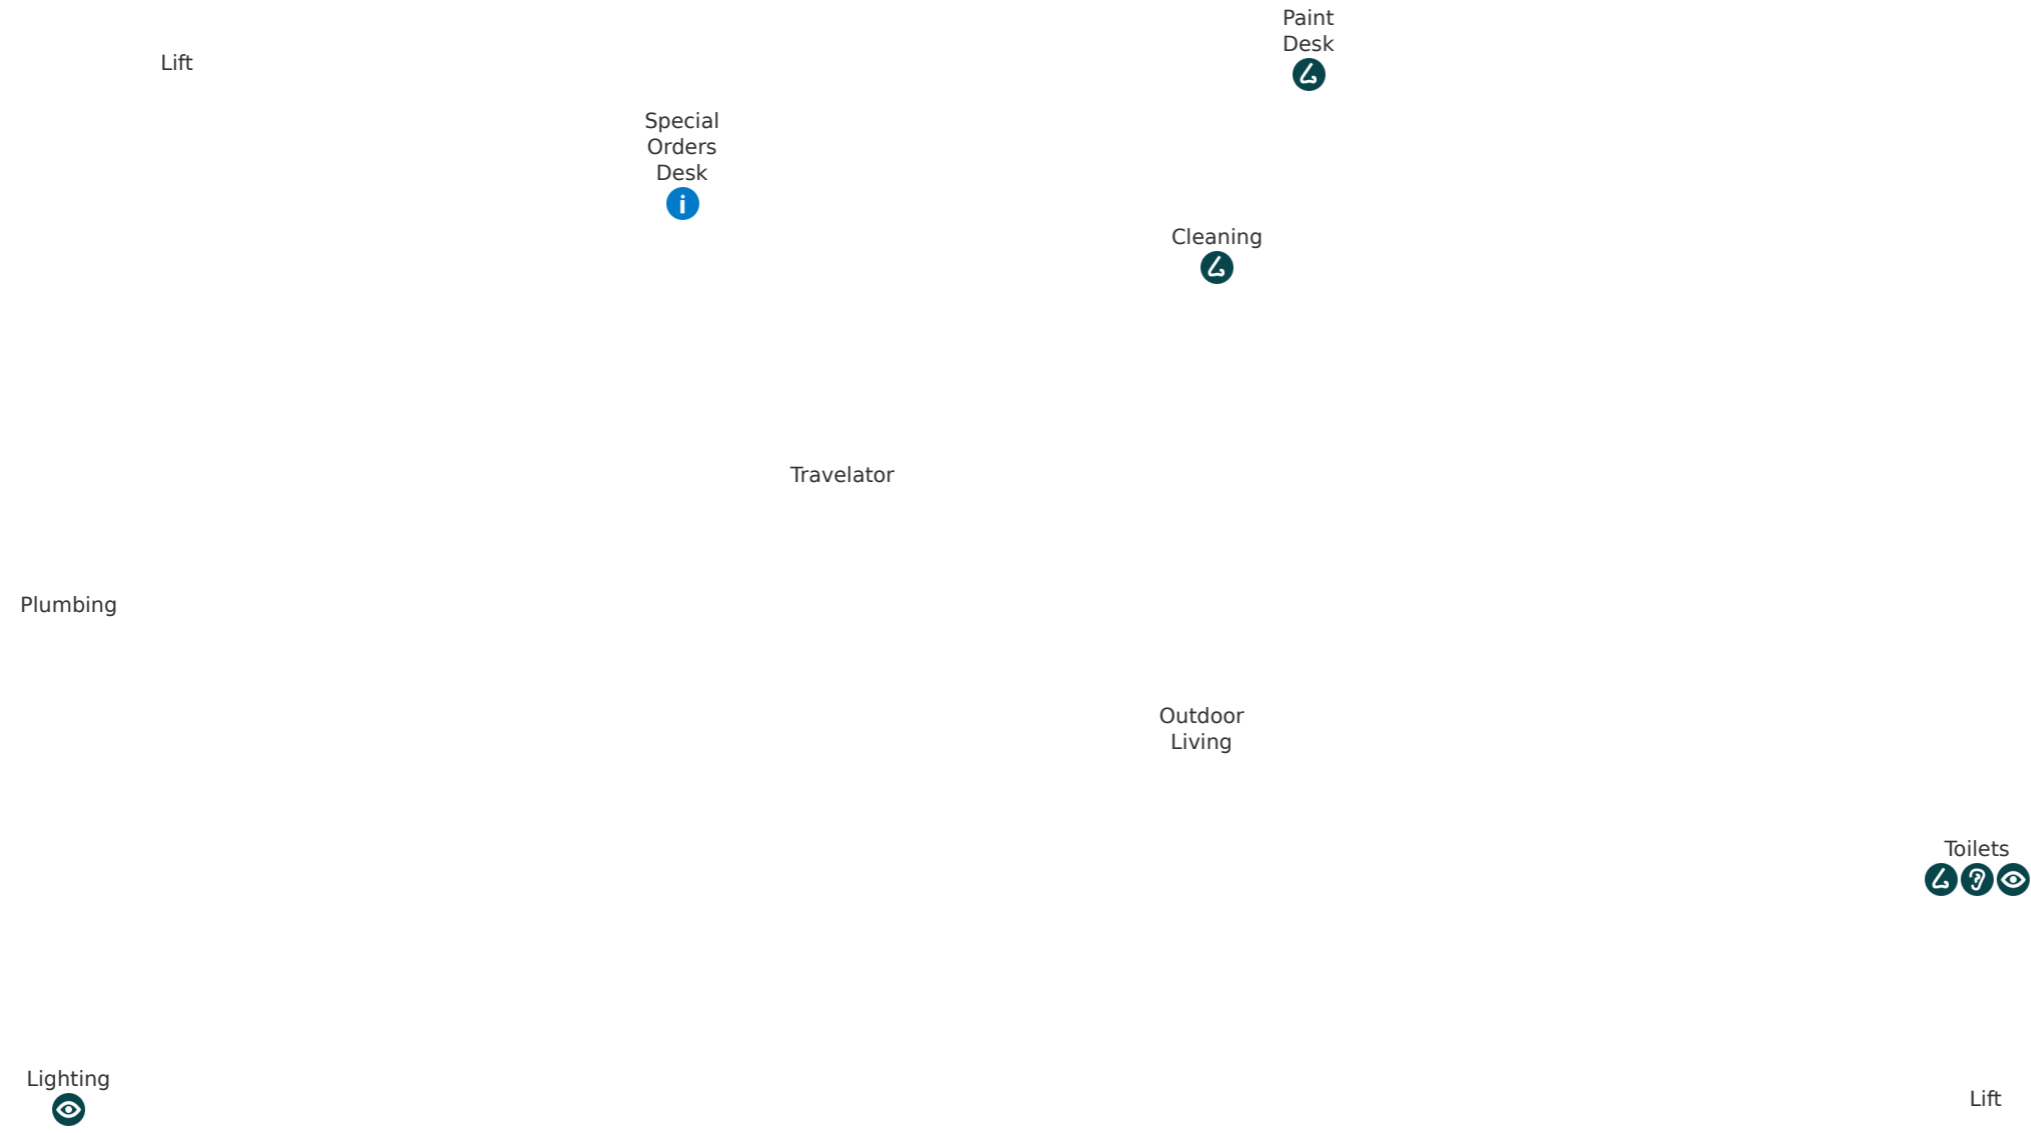 Paint
Desk
Lift
Special
Orders
Desk
Cleaning
Travelator
Plumbing
Outdoor
Living
Toilets
Lighting
Lift